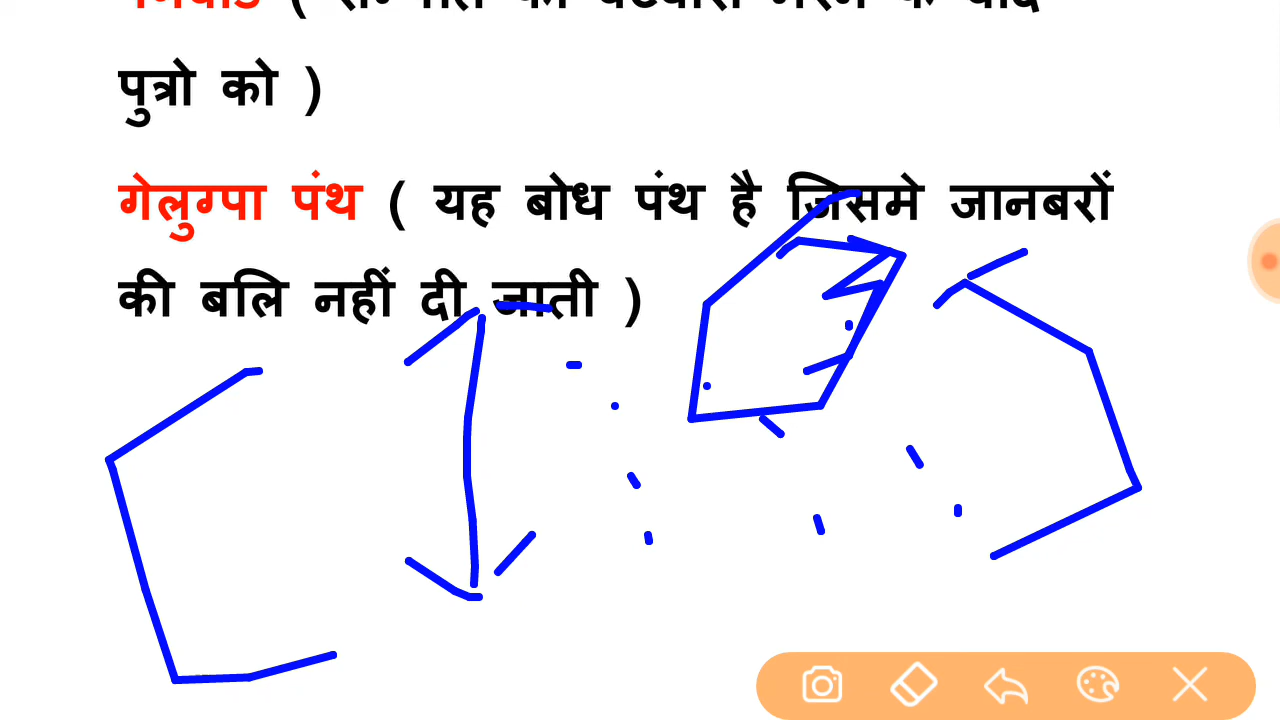 पुत्रो को )
गेलुग्पा पंथ ( यह बोध पंथ है जिसमे जानबरों
की बलि नहीं दी जाती )